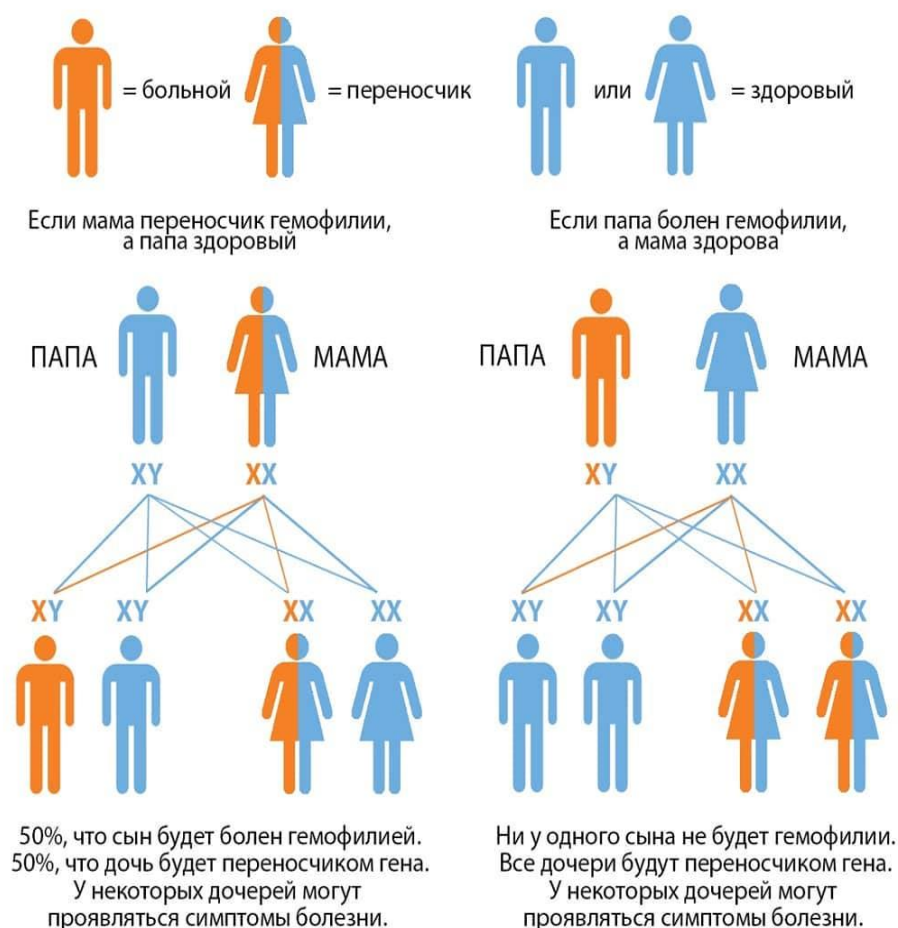 = больной
= переносчик
или
= здоровый
Если мама переносчик гемофилии,
а папа здоровый
ПАПА
МАМА
XY
XX
XY
XY
XX
XX
50%, что сын будет болен гемофилией.
50%, что дочь будет переносчиком гена.
У некоторых дочерей могут
проявляться симптомы болезни.
Если папа болен гемофилии,
а мама здорова
ПАПА
МАМА
XY
XX
XY
XY
XX
XX
Ни у одного сына не будет гемофилии.
Все дочери будут переносчиком гена.
У некоторых дочерей могут
проявляться симптомы болезни.